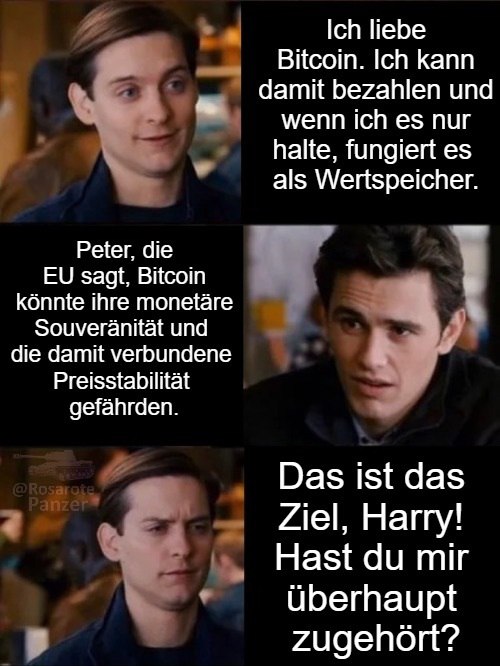 Ich liebe
Bitcoin. Ich kann
damit bezahlen und
wenn ich es nur
halte, fungiert es
als Wertspeicher.
Peter, die
EU sagt, Bitcoin
könnte ihre monetäre
Souveränität und
die damit verbundene
Preisstabilität
gefährden.
@Rosarote
Panzer
Das ist das
Ziel, Harry!
Hast du mir
überhaupt
zugehört?